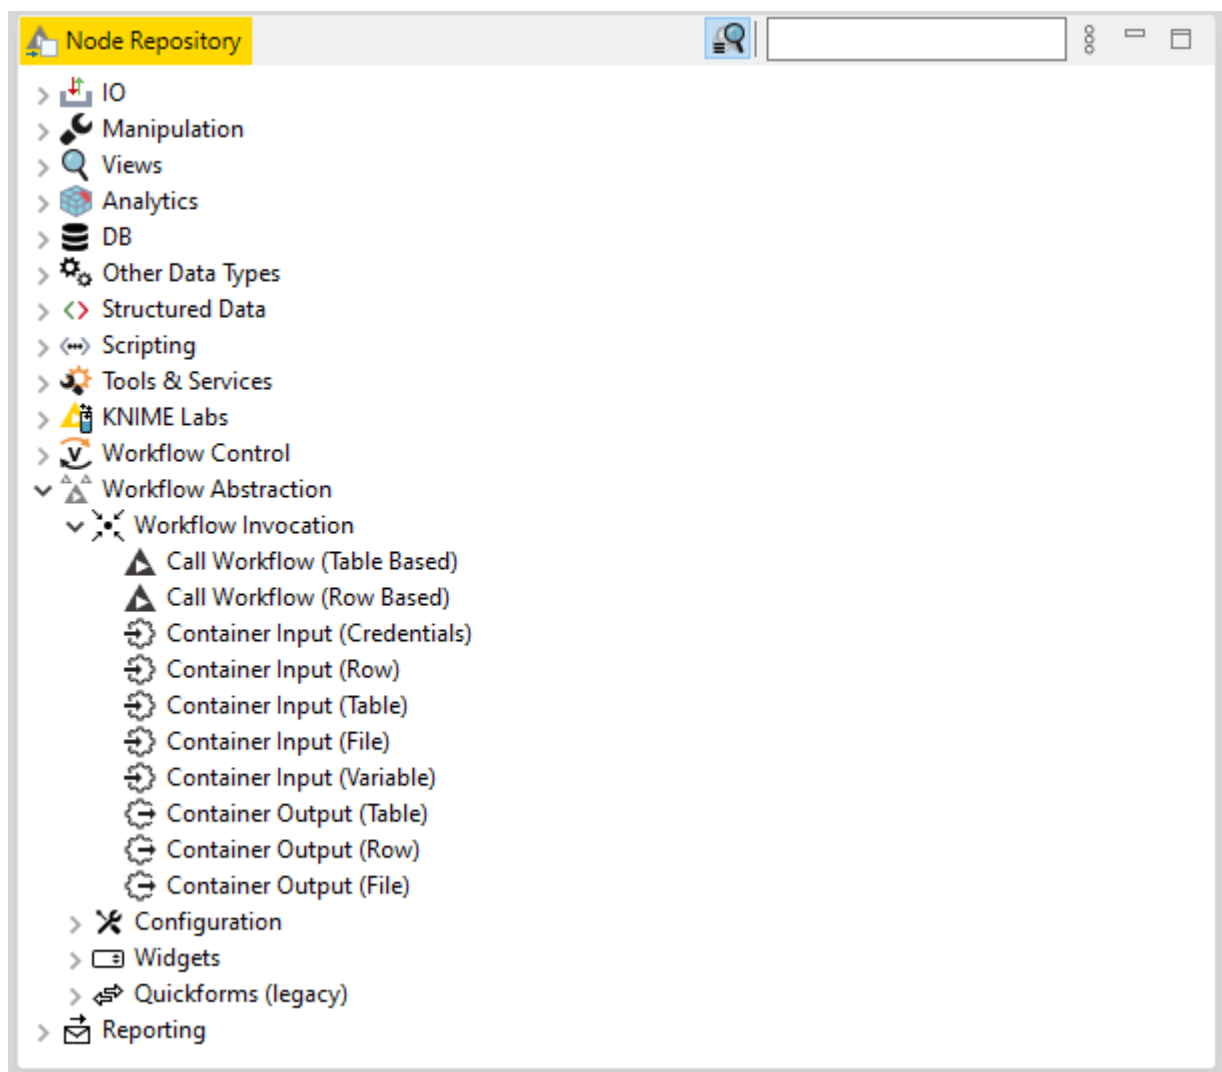 Node Repository
IO
Manipulation
Views
Analytics
DB
Other Data Types
Structured Data
Scripting
Tools & Services
KNIME Labs
Workflow Control
Workflow Abstraction
Workflow Invocation
Call Workflow (Table Based)
Call Workflow (Row Based)
Container Input (Credentials)
Container Input (Row)
Container Input (Table)
Container Input (File)
Container Input (Variable)
Container Output (Table)
Container Output (Row)
Container Output (File)
Configuration
Widgets
Quickforms (legacy)
Reporting